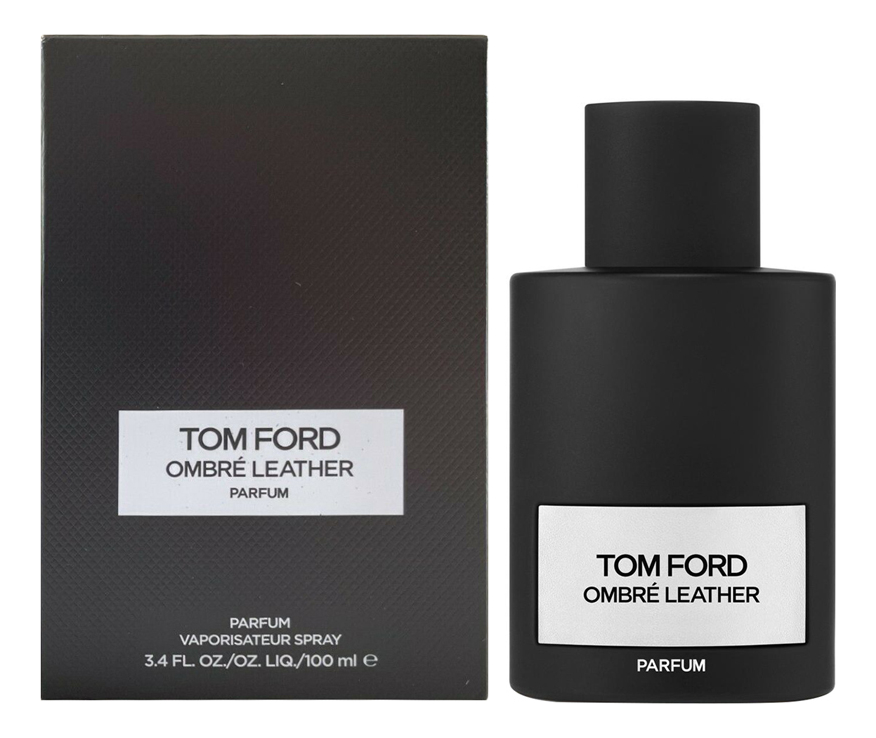 TOM FORD
OMBRÉ LEATHER
PARFUM
PARFUM
VAPORISATEUR SPRAY
3.4 FL. OZ./OZ. LIQ./100 ml ℮
TOM FORD
OMBRÉ LEATHER
PARFUM